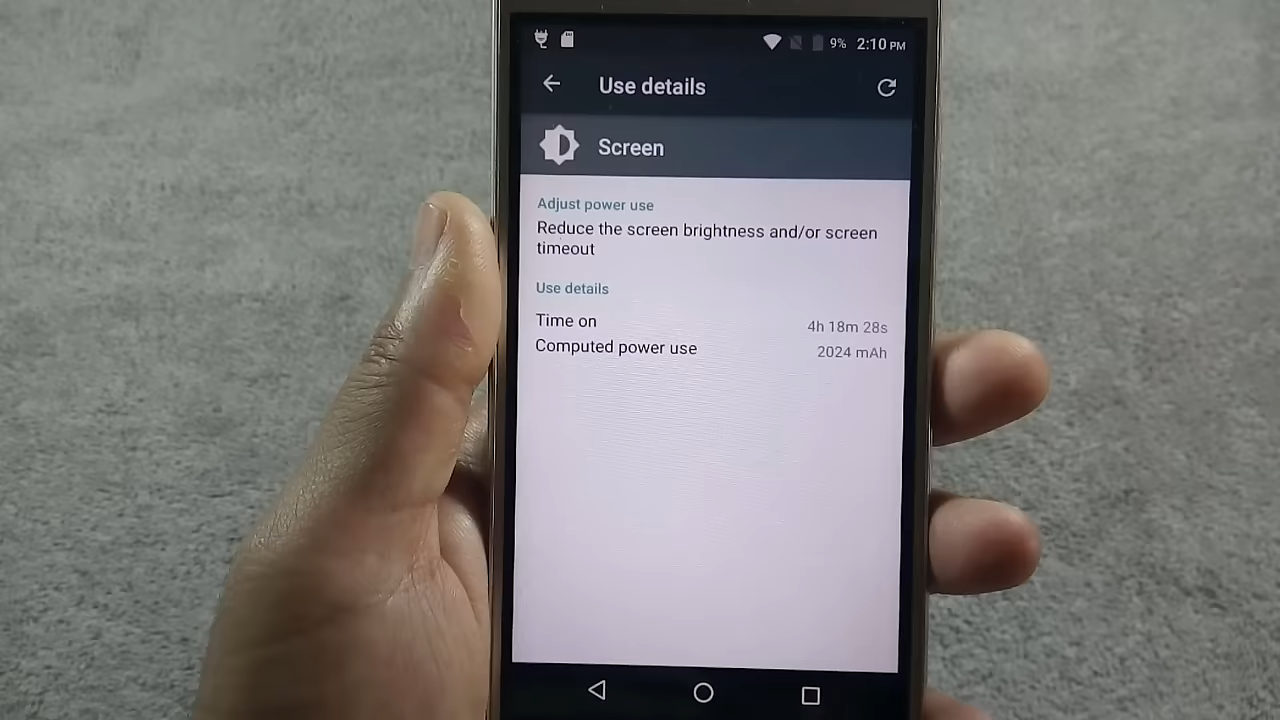 9% 2:10 PM
Use details
Screen
Adjust power use
Reduce the screen brightness and/or screen
timeout
Use details
Time on 4h 18m 28s
Computed power use 2024 mAh